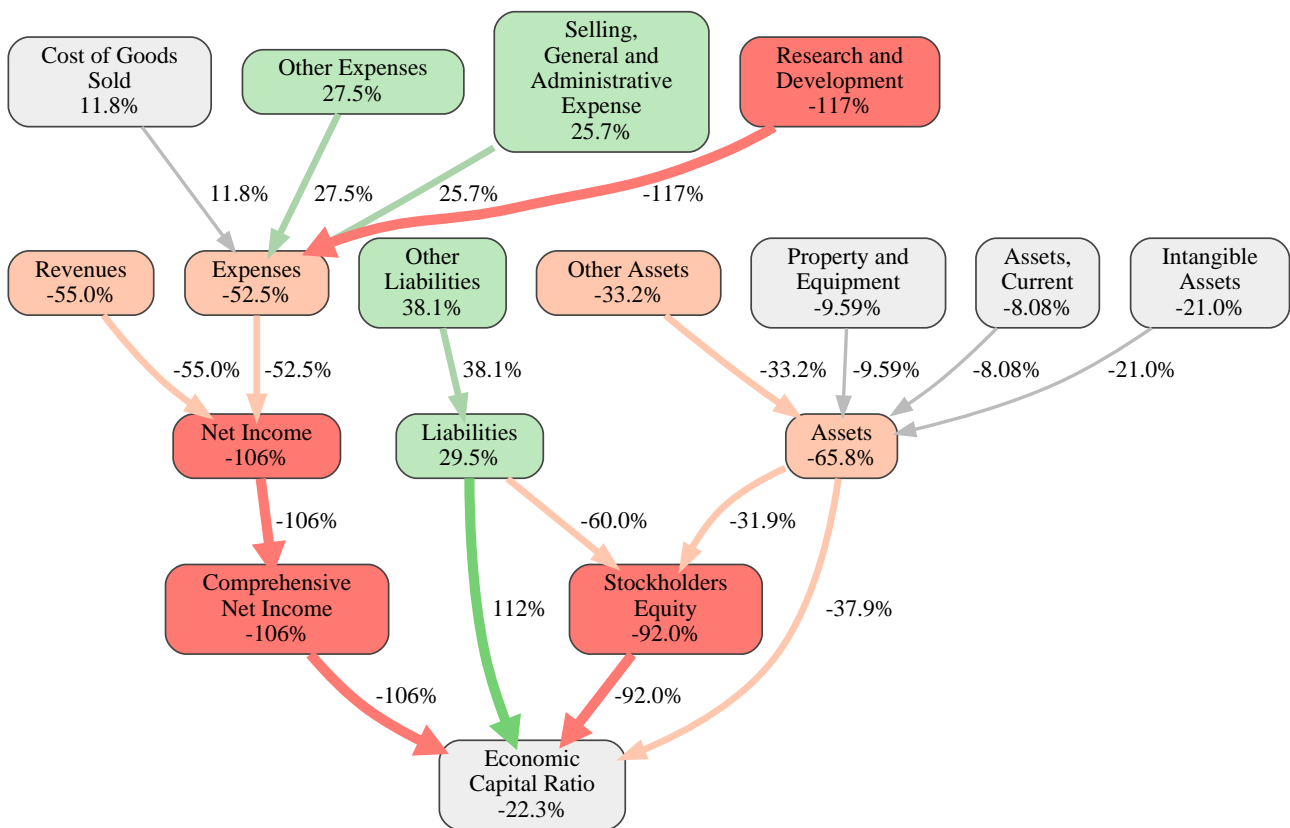 Cost of Goods
Sold
11.8%
Other Expenses
27.5%
Selling,
General and
Administrative
Expense
25.7%
Research and
Development
-117%
11.8%
27.5%
25.7%
-117%
Revenues
-55.0%
Expenses
-52.5%
Other
Liabilities
38.1%
Other Assets
-33.2%
Property and
Equipment
-9.59%
Assets,
Current
-8.08%
Intangible
Assets
-21.0%
-55.0%
-52.5%
38.1%
-33.2%
-9.59%
-8.08%
-21.0%
Net Income
-106%
Liabilities
29.5%
Assets
-65.8%
-106%
-60.0%
-31.9%
Comprehensive
Net Income
-106%
112%
Stockholders
Equity
-92.0%
-37.9%
-106%
-92.0%
Economic
Capital Ratio
-22.3%